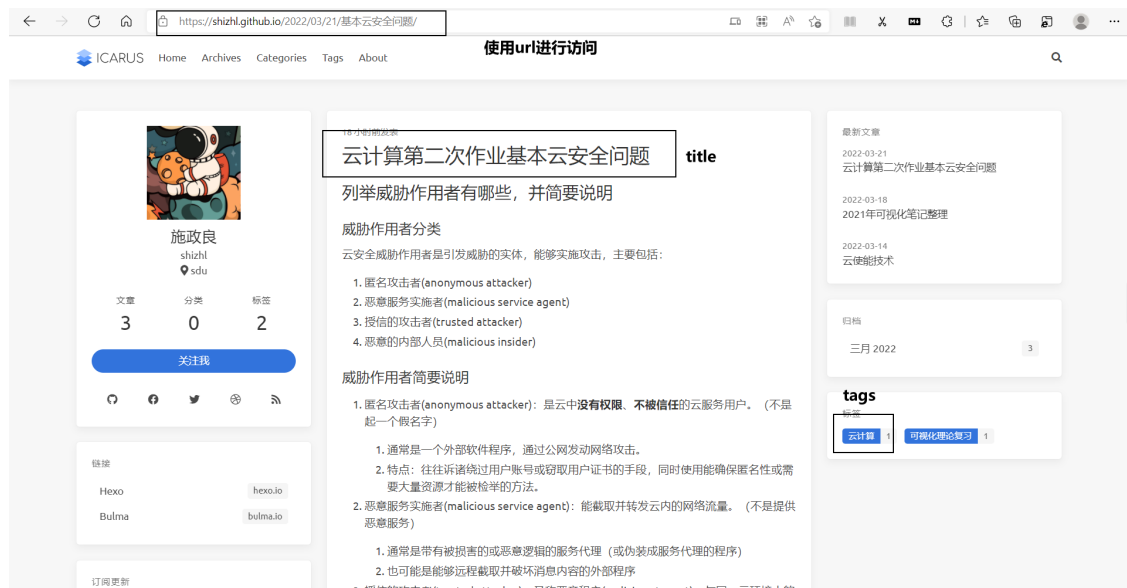 https://shizhl.github.io/2022/03/21/基本云安全问题/
使用url进行访问
ICARUS Home Archives Categories Tags About
施政良
shizhl
sdu
文章 分类 标签
3 0 2
关注我
链接
Hexo hexo.io
Bulma bulma.io
订阅更新
18 小时前发表
云计算第二次作业基本云安全问题
title
列举威胁作用者有哪些，并简要说明
威胁作用者分类
云安全威胁作用者是引发威胁的实体，能够实施攻击，主要包括：
1. 匿名攻击者(anonymous attacker)
2. 恶意服务实施者(malicious service agent)
3. 授信的攻击者(trusted attacker)
4. 恶意的内部人员(malicious insider)
威胁作用者简要说明
1. 匿名攻击者(anonymous attacker)：是云中没有权限、不被信任的云服务用户。（不是
起一个假名字）
1. 通常是一个外部软件程序，通过公网发动网络攻击。
2. 特点：往往诉诸绕过用户账号或窃取用户证书的手段，同时使用能确保匿名性或需
要大量资源才能被检举的方法。
2. 恶意服务实施者(malicious service agent)：能截取并转发云内的网络流量。（不是提供
恶意服务）
1. 通常是带有被损害的或恶意逻辑的服务代理（或伪装成服务代理的程序）
2. 也可能是能够远程截取并破坏消息内容的外部程序
最新文章
2022-03-21
云计算第二次作业基本云安全问题
2022-03-18
2021年可视化笔记整理
2022-03-14
云使能技术
归档
三月 2022 3
tags
标签
云计算 1 可视化理论复习 1